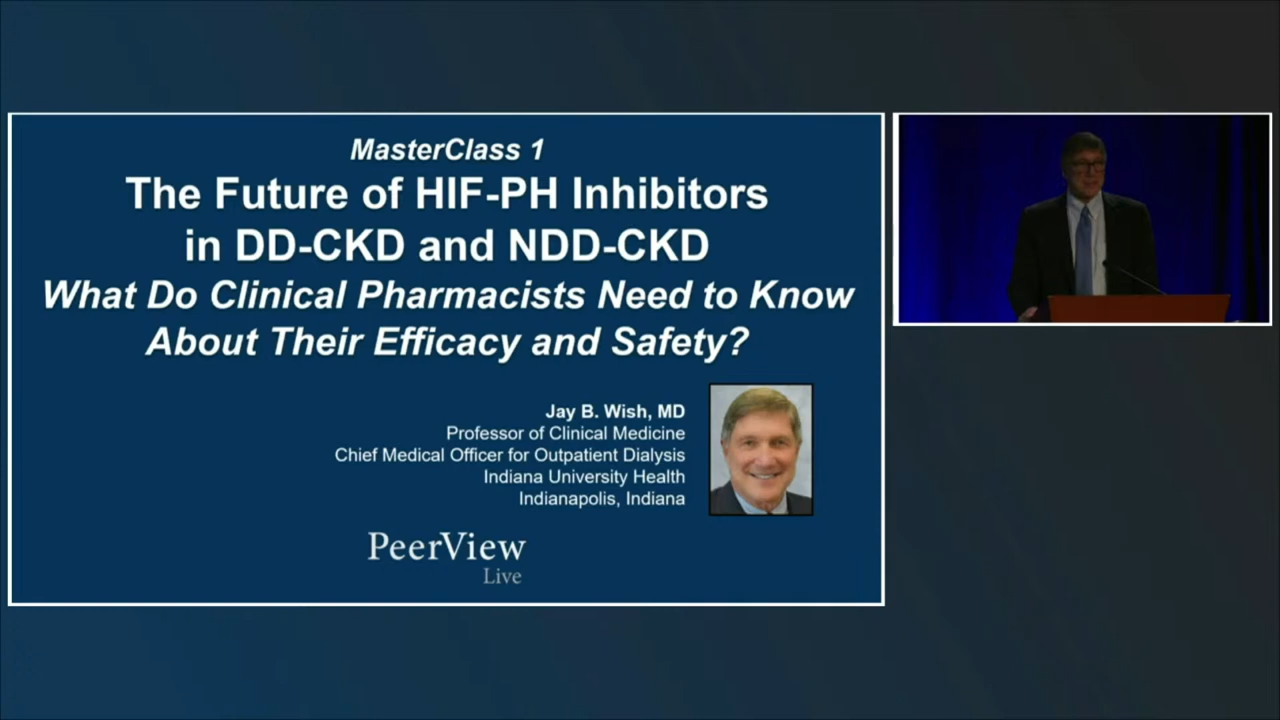 MasterClass 1
The Future of HIF-PH Inhibitors
in DD-CKD and NDD-CKD
What Do Clinical Pharmacists Need to Know
About Their Efficacy and Safety?
Jay B. Wish, MD
Professor of Clinical Medicine
Chief Medical Officer for Outpatient Dialysis
Indiana University Health
Indianapolis, Indiana
PeerView
Live